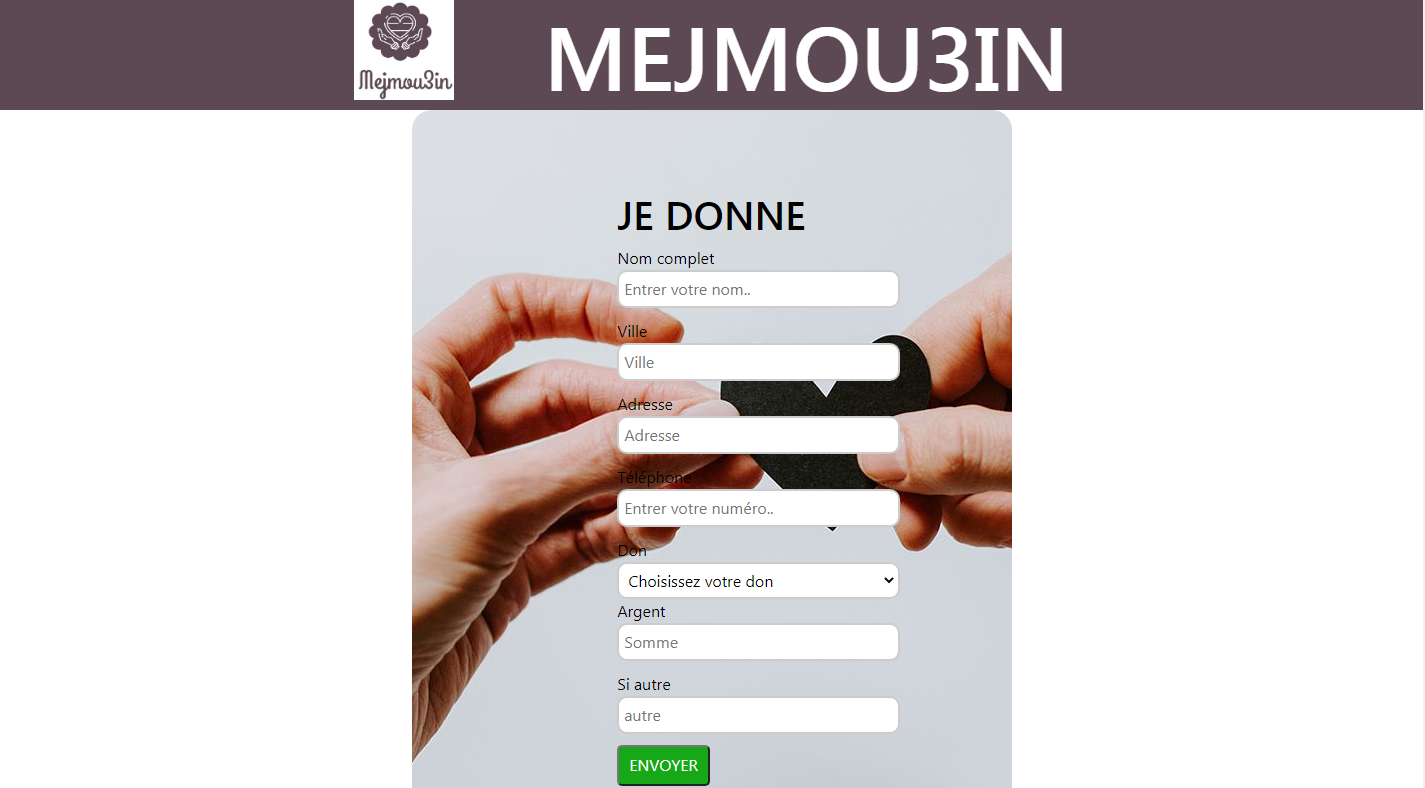 Mejmou3in
MEJMOU3IN
JE DONNE
Nom complet
Entrer votre nom..
Ville
Ville
Adresse
Adresse
Téléphone
Entrer votre numéro..
Don
Choisissez votre don
Argent
Somme
Si autre
autre
ENVOYER